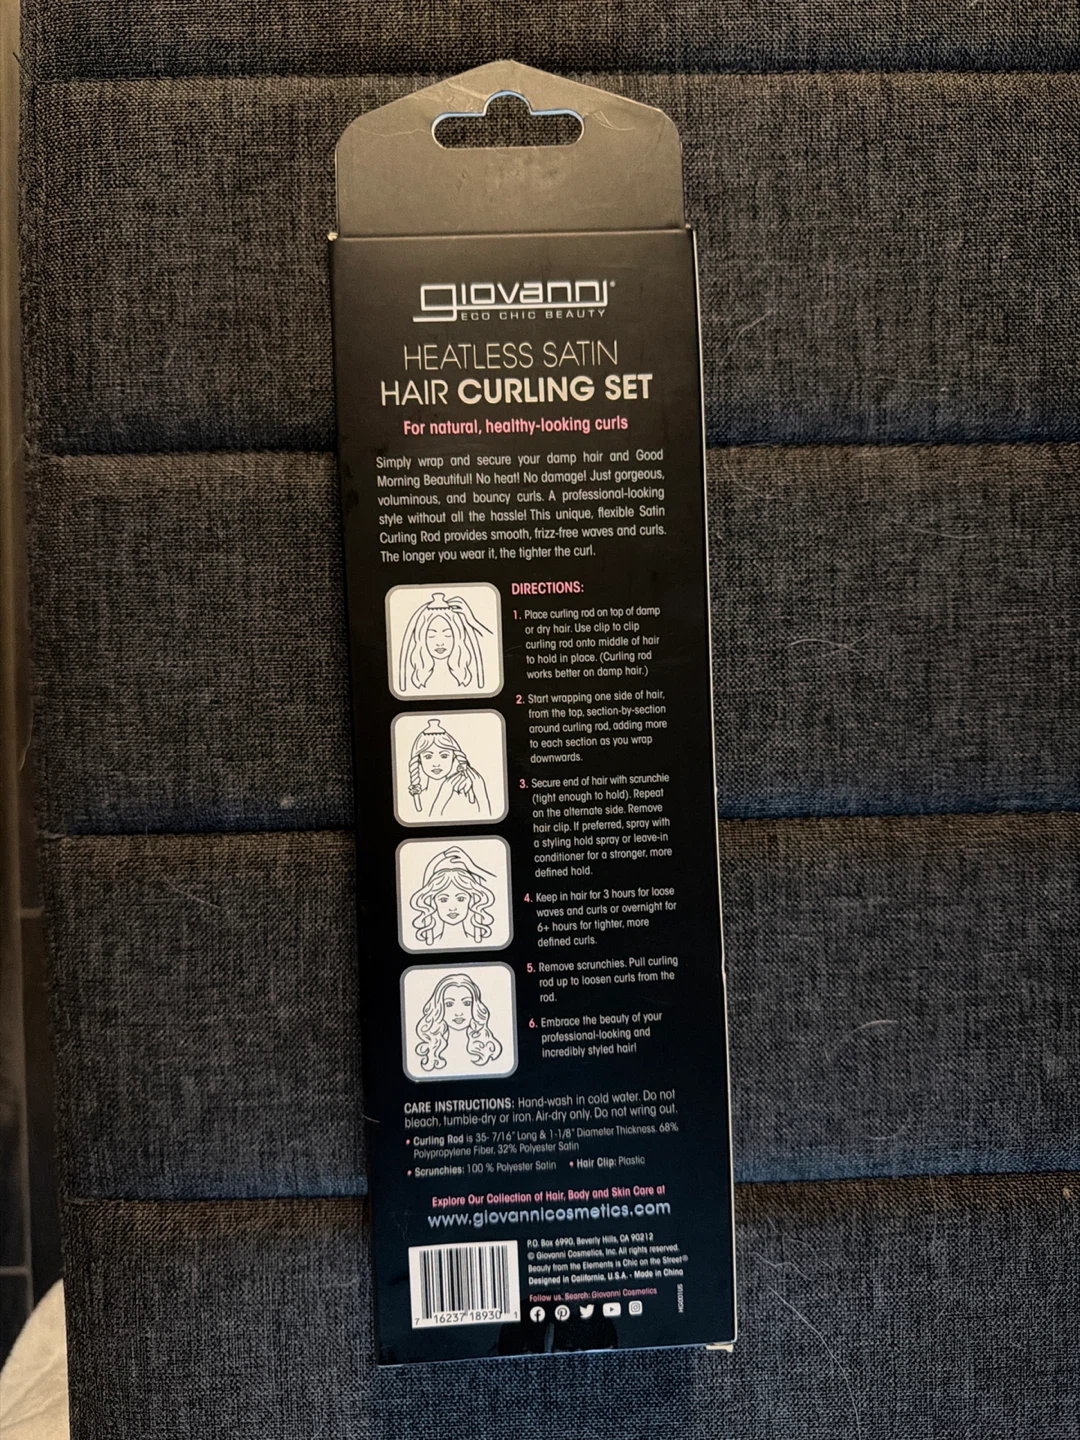 giovanni®
ECO CHIC BEAUTY
HEATLESS SATIN
HAIR CURLING SET
For natural, healthy-looking curls
Simply wrap and secure your damp hair and Good
Morning Beautiful! No heat! No damage! Just gorgeous,
voluminous, and bouncy curls. A professional-looking
style without all the hassle! This unique, flexible Satin
Curling Rod provides smooth, frizz-free waves and curls.
The longer you wear it, the tighter the curl.
DIRECTIONS:
1. Place curling rod on top of damp
or dry hair. Use clip to clip
curling rod onto middle of hair
to hold in place. (Curling rod
works better on damp hair.)
2. Start wrapping one side of hair,
from the top, section-by-section
around curling rod, adding more
to each section as you wrap
downwards.
3. Secure end of hair with scrunchie
(tight enough to hold). Repeat
on the alternate side. Remove
hair clip. If preferred, spray with
a styling hold spray or leave-in
conditioner for a stronger, more
defined hold.
4. Keep in hair for 3 hours for loose
waves and curls or overnight for
6+ hours for tighter, more
defined curls.
5. Remove scrunchies. Pull curling
rod up to loosen curls from the
rod.
6. Embrace the beauty of your
professional-looking and
incredibly styled hair!
CARE INSTRUCTIONS: Hand-wash in cold water. Do not
bleach, tumble-dry or iron. Air-dry only. Do not wring out.
• Curling Rod is 35- 7/16" Long & 1-1/8" Diameter Thickness. 68%
Polypropylene Fiber, 32% Polyester Satin
• Scrunchies: 100 % Polyester Satin • Hair Clip: Plastic
Explore Our Collection of Hair, Body and Skin Care at
www.giovannicosmetics.com
P.O. Box 6990, Beverly Hills, CA 90212
© Giovanni Cosmetics, Inc. All rights reserved.
Beauty from the Elements is Chic on the Street®
Designed in California, U.S.A. • Made in China
Follow us. Search: Giovanni Cosmetics
7 16237 18930 1